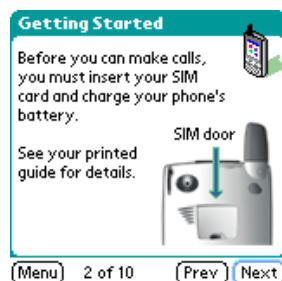 Getting Started
Before you can make calls,
you must insert your SIM
card and charge your phone's
battery.
SIM door
See your printed
guide for details.
Menu 2 of 10 Prev Next